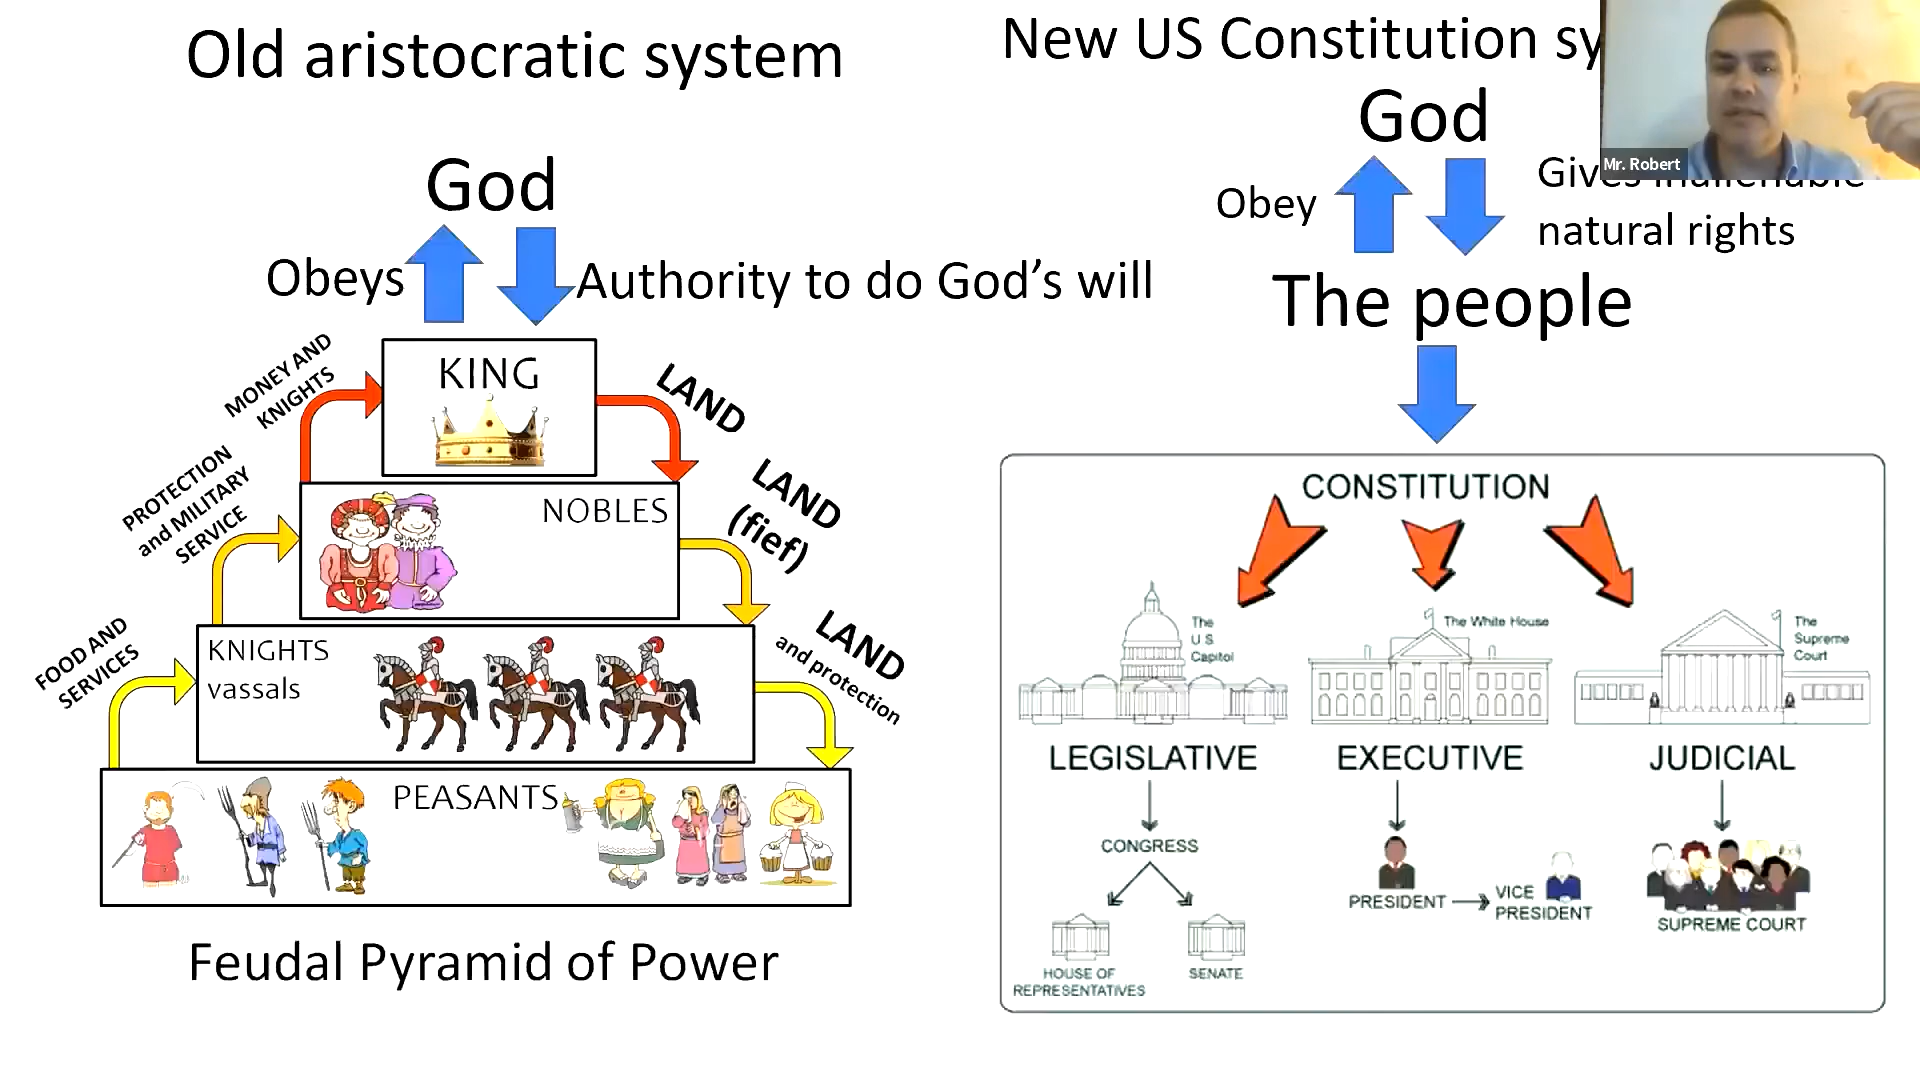 Old aristocratic system
God
Obeys
Authority to do God's will
MONEY AND
KNIGHTS
KING
LAND
PROTECTION
and MILITARY
SERVICE
NOBLES
LAND
(fief)
FOOD AND
SERVICES
KNIGHTS
vassals
LAND
and protection
PEASANTS
Feudal Pyramid of Power
New US Constitution
God
Mr. Robert
Obey
Gives inalienable
natural rights
The people
CONSTITUTION
The
U S
Capitol
The White House
The
Supreme
Court
LEGISLATIVE
EXECUTIVE
JUDICIAL
CONGRESS
PRESIDENT
VICE
PRESIDENT
SUPREME COURT
HOUSE OF
REPRESENTATIVES
SENATE